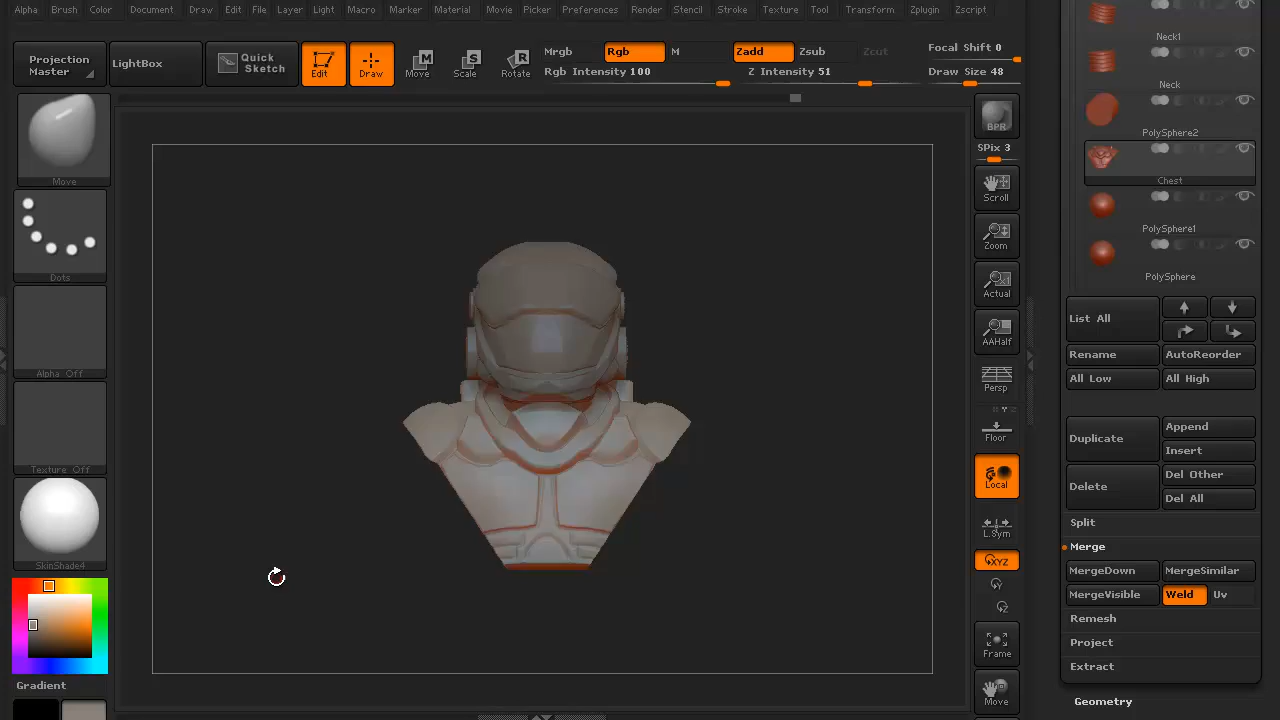 Alpha Brush Color Document Draw Edit File Layer Light Macro Marker Material Movie Picker Preferences Render Stencil Stroke Texture Tool Transform Zplugin Zscript
Projection Master
LightBox
Quick Sketch
Edit
Draw
Move
Scale
Rotate
Mrgb Rgb M Zadd Zsub Zcut
Rgb Intensity 100 Z Intensity 51
Focal Shift 0
Draw Size 48
Move
Dots
Alpha Off
Texture Off
SkinShade4
Gradient
BPR
SPix 3
Scroll
Zoom
Actual
AAHalf
Persp
Floor
Local
L.Sym
XYZ
Frame
Move
Neck1
Neck
PolySphere2
Chest
PolySphere1
PolySphere
List All
Rename AutoReorder
All Low All High
Duplicate Append
Insert
Delete Del Other
Del All
Split
Merge
MergeDown MergeSimilar
MergeVisible Weld Uv
Remesh
Project
Extract
Geometry